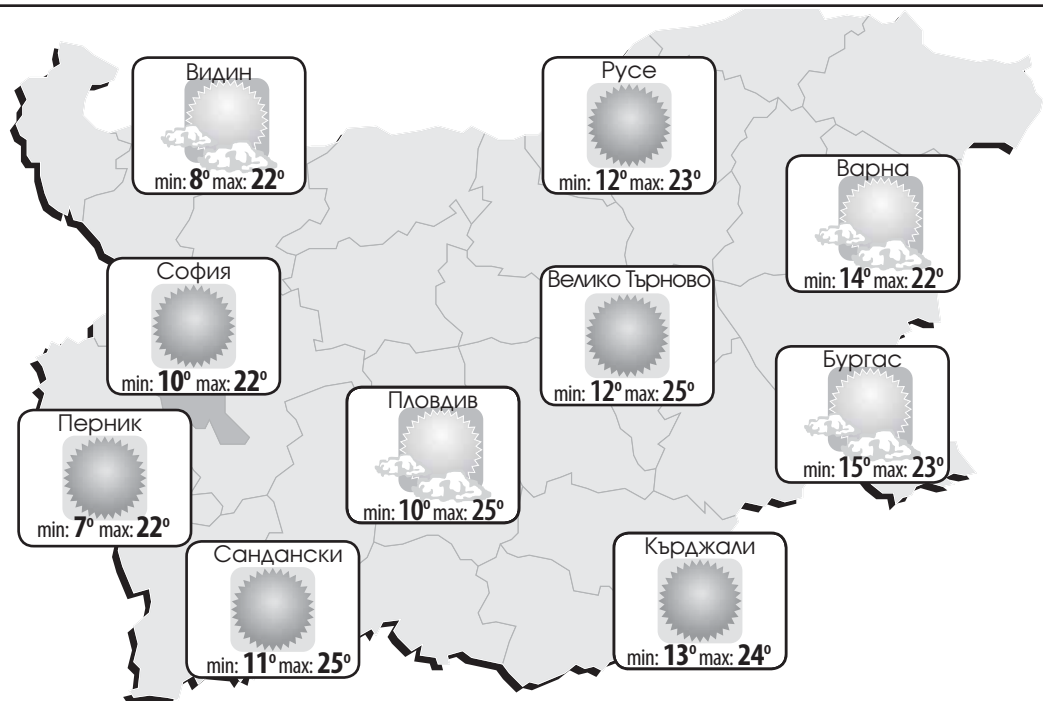 Видин
min: 8° max: 22°
Русе
min: 12° max: 23°
Варна
min: 14° max: 22°
София
min: 10° max: 22°
Велико Търново
min: 12° max: 25°
Бургас
min: 15° max: 23°
Пловдив
min: 10° max: 25°
Перник
min: 7° max: 22°
Сандански
min: 11° max: 25°
Кърджали
min: 13° max: 24°